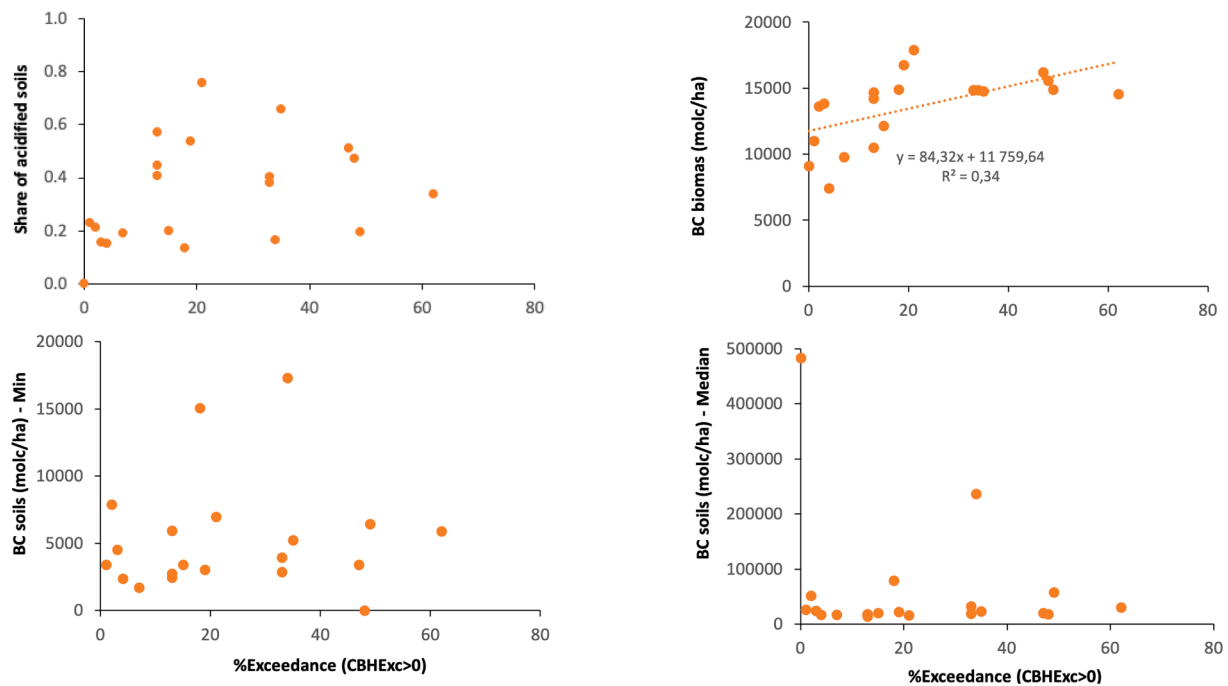 Share of acidified soils
1.0
0.8
0.6
0.4
0.2
0.0
0 20 40 60 80
BC biomas (molc/ha)
20000
15000
10000
5000
0
y = 84,32x + 11 759,64
R² = 0,34
0 20 40 60 80
BC soils (molc/ha) - Min
20000
15000
10000
5000
0
0 20 40 60 80
%Exceedance (CBHExc>0)
BC soils (molc/ha) - Median
500000
400000
300000
200000
100000
0
0 20 40 60 80
%Exceedance (CBHExc>0)